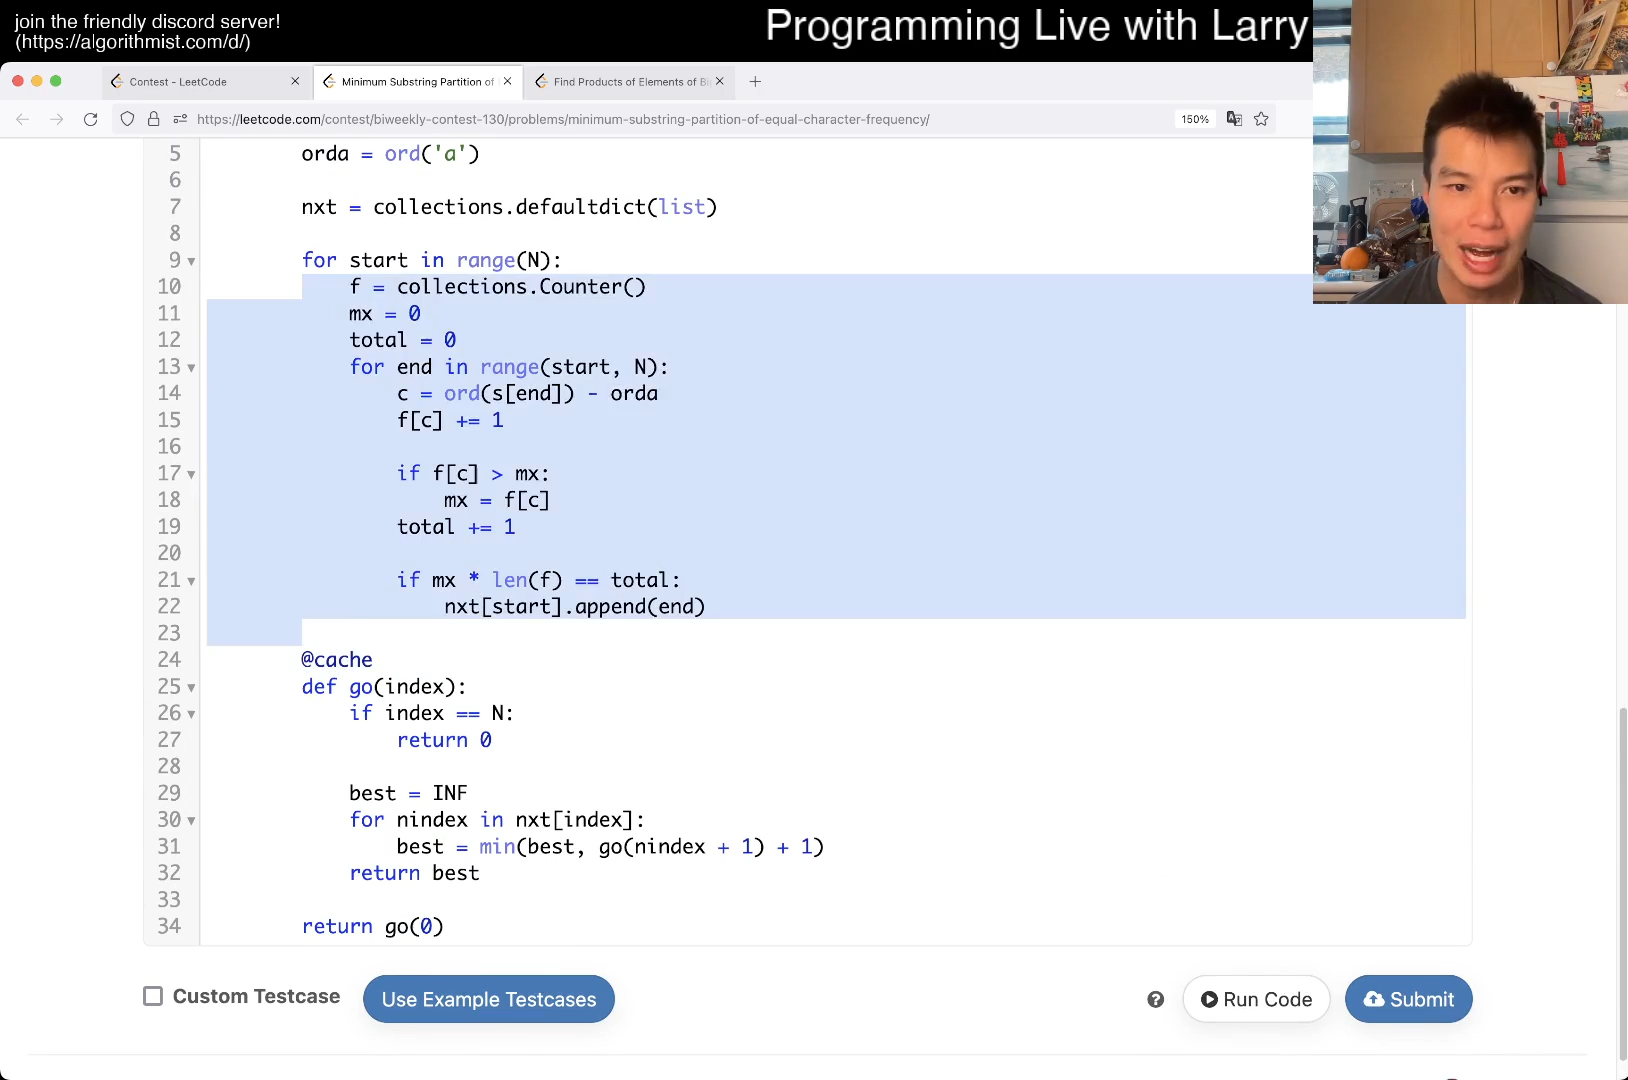 join the friendly discord server!
(https://algorithmist.com/d/)
Programming Live with Larry
Contest - LeetCode
Minimum Substring Partition of
Find Products of Elements of Bi
https://leetcode.com/contest/biweekly-contest-130/problems/minimum-substring-partition-of-equal-character-frequency/
150%
5 orda = ord('a')
6
7 nxt = collections.defaultdict(list)
8
9 for start in range(N):
10 f = collections.Counter()
11 mx = 0
12 total = 0
13 for end in range(start, N):
14 c = ord(s[end]) - orda
15 f[c] += 1
16
17 if f[c] > mx:
18 mx = f[c]
19 total += 1
20
21 if mx * len(f) == total:
22 nxt[start].append(end)
23
24 @cache
25 def go(index):
26 if index == N:
27 return 0
28
29 best = INF
30 for nindex in nxt[index]:
31 best = min(best, go(nindex + 1) + 1)
32 return best
33
34 return go(0)
Custom Testcase
Use Example Testcases
Run Code
Submit